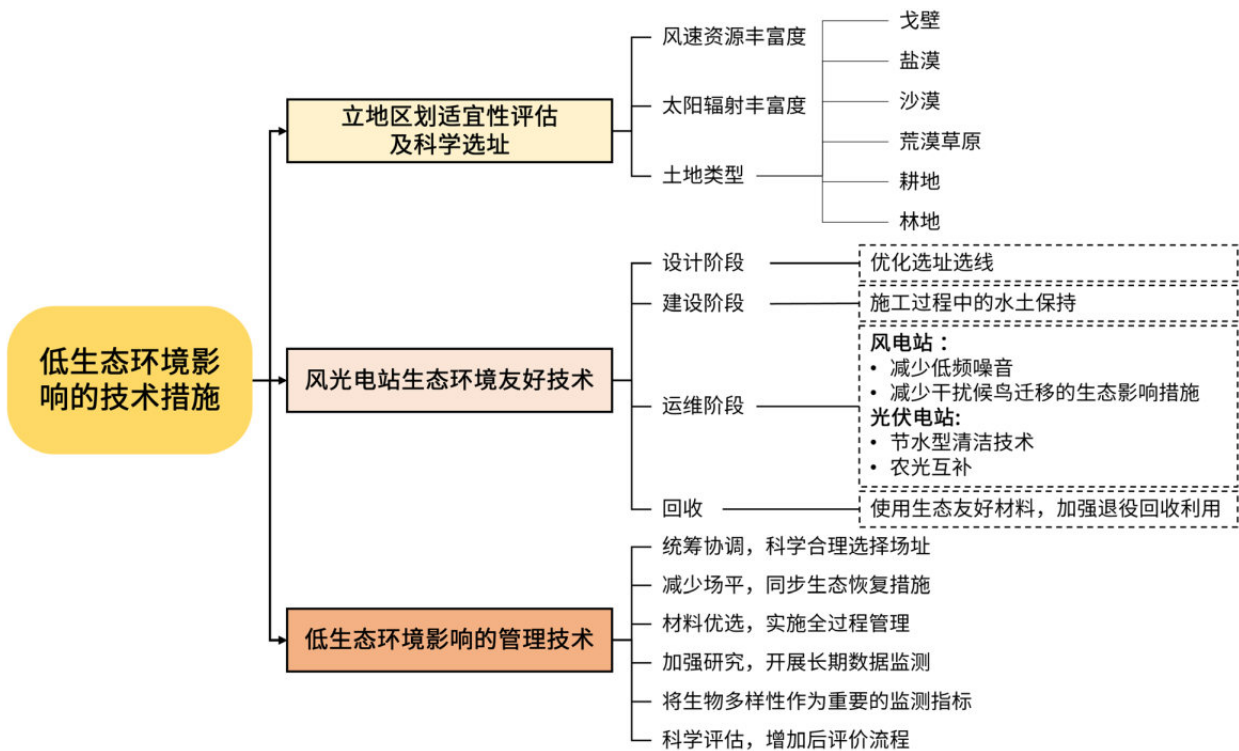 低生态环境影
响的技术措施
立地区划适宜性评估
及科学选址
风速资源丰富度
太阳辐射丰富度
土地类型
戈壁
盐漠
沙漠
荒漠草原
耕地
林地
风光电站生态环境友好技术
设计阶段
优化选址选线
建设阶段
施工过程中的水土保持
运维阶段
风电站：
• 减少低频噪音
• 减少干扰候鸟迁移的生态影响措施
光伏电站:
• 节水型清洁技术
• 农光互补
回收
使用生态友好材料，加强退役回收利用
低生态环境影响的管理技术
统筹协调，科学合理选择场址
减少场平，同步生态恢复措施
材料优选，实施全过程管理
加强研究，开展长期数据监测
将生物多样性作为重要的监测指标
科学评估，增加后评价流程